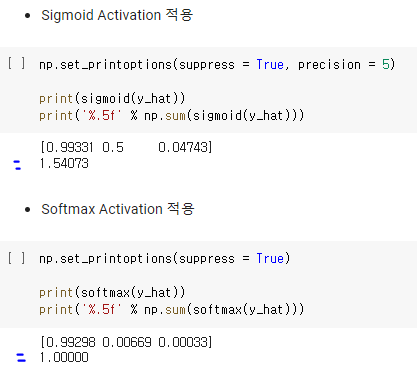 • Sigmoid Activation 적용
[ ] np.set_printoptions(suppress = True, precision = 5)
print(sigmoid(y_hat))
print('%.5f' % np.sum(sigmoid(y_hat)))
[0.99331 0.5     0.04743]
1.54073
• Softmax Activation 적용
[ ] np.set_printoptions(suppress = True)
print(softmax(y_hat))
print('%.5f' % np.sum(softmax(y_hat)))
[0.99298 0.00669 0.00033]
1.00000